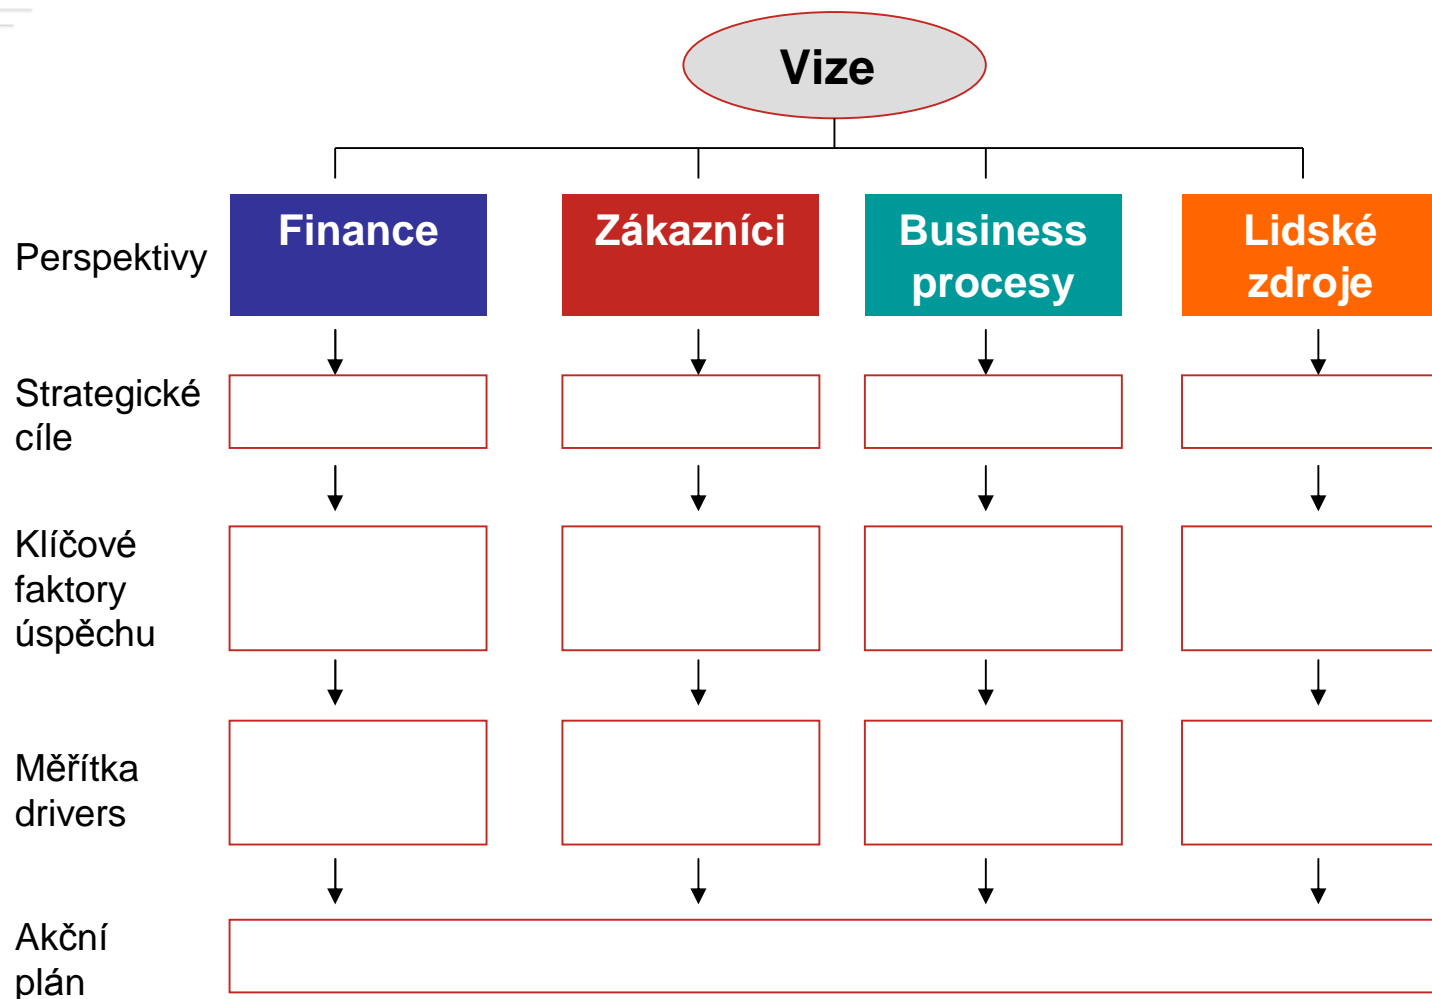 Vize
Finance
Zákazníci
Business
procesy
Lidské
zdroje
Perspektivy
Strategické
cíle
Klíčové
faktory
úspěchu
Měřítka
drivers
Akční
plán